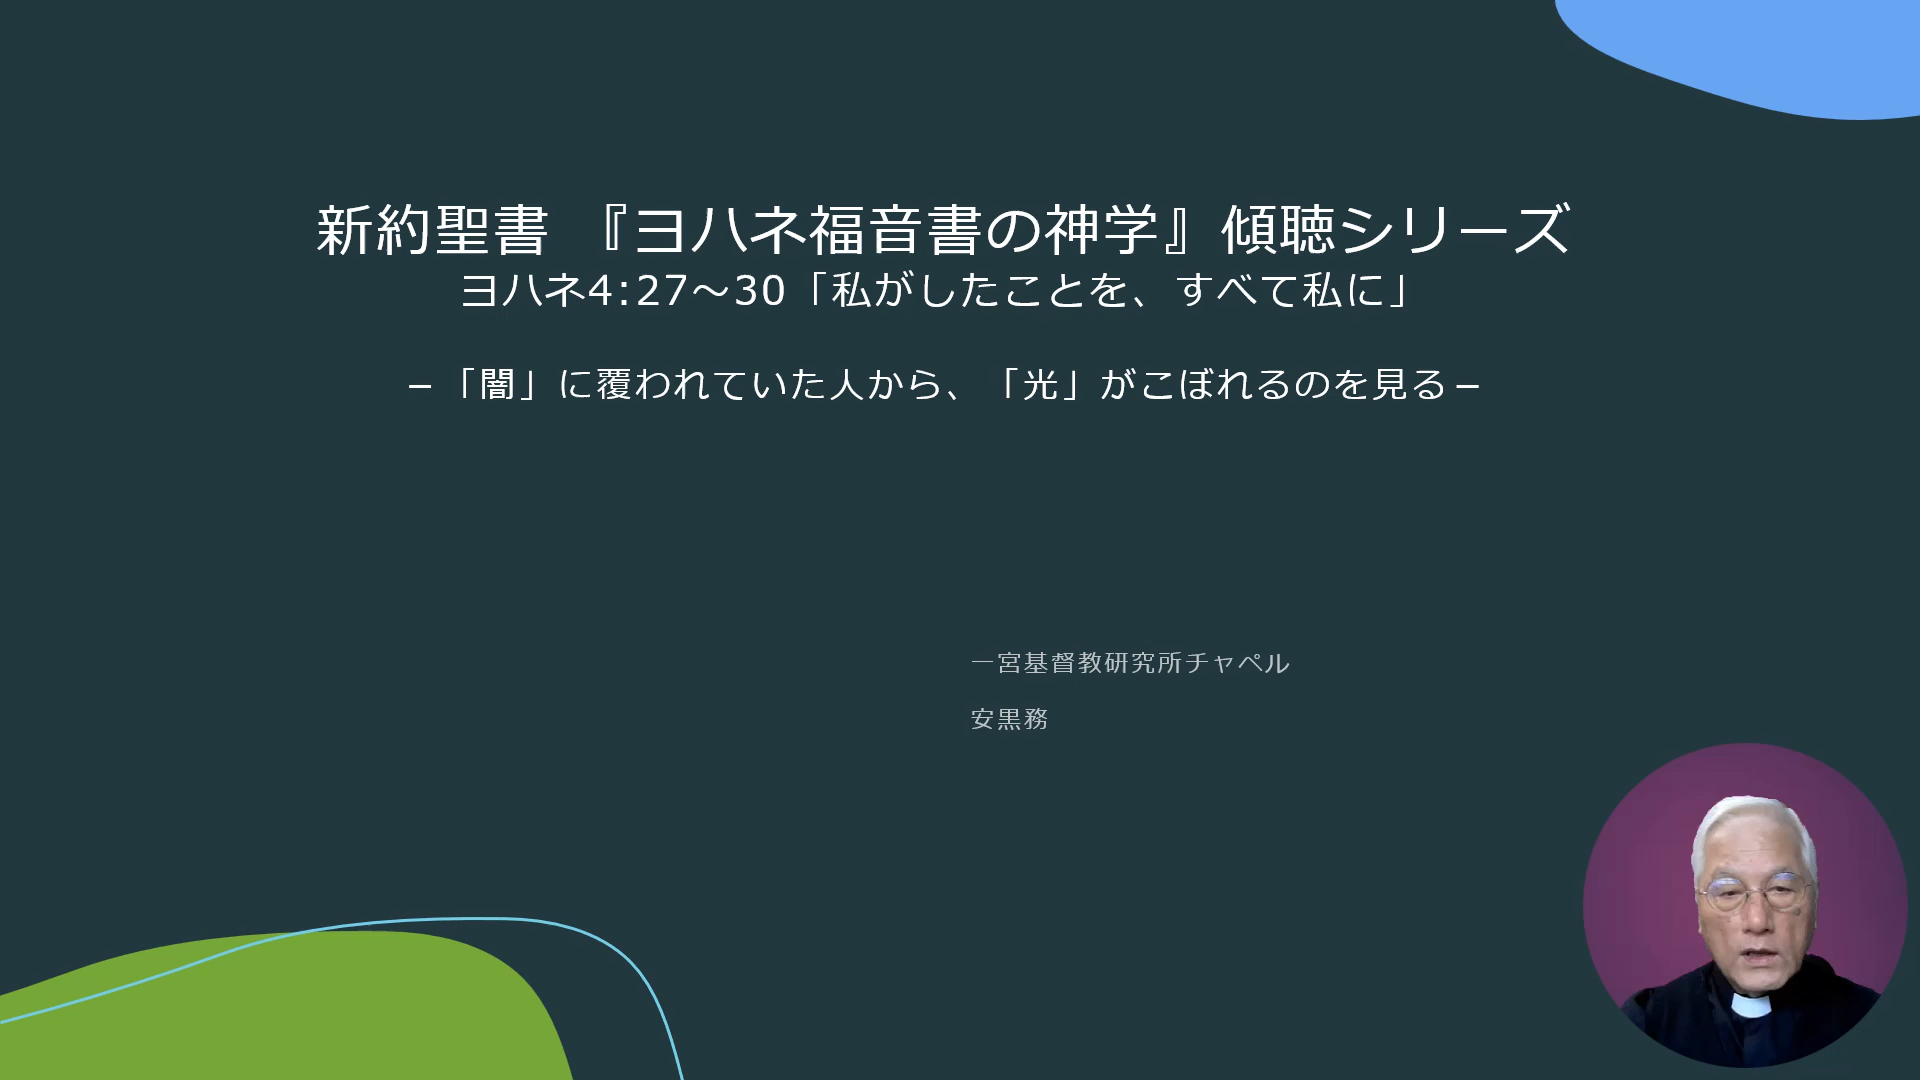 新約聖書 『ヨハネ福音書の神学』傾聴シリーズ
ヨハネ4:27～30「私がしたことを、すべて私に」
－「闇」に覆われていた人から、「光」がこぼれるのを見る－
一宮基督教研究所チャペル
安黒務